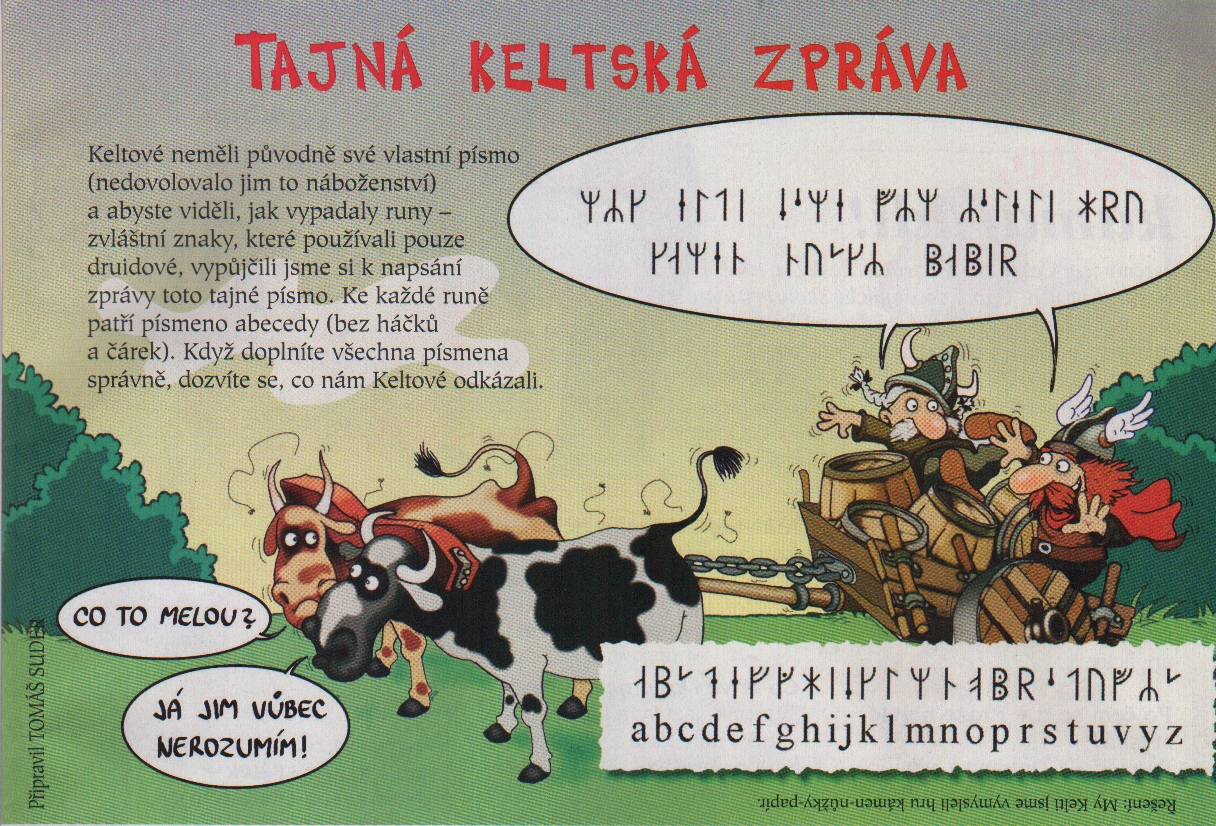 TAJNÁ KELTSKÁ ZPRÁVA
Keltové neměli původně své vlastní písmo
(nedovolovalo jim to náboženství)
a abyste viděli, jak vypadaly runy –
zvláštní znaky, které používali pouze
druidové, vypůjčili jsme si k napsání
zprávy toto tajné písmo. Ke každé runě
patří písmeno abecedy (bez háčků
a čárek). Když doplníte všechna písmena
správně, dozvíte se, co nám Keltové odkázali.
CO TO MELOU?
JÁ JIM VŮBEC
NEROZUMÍM!
a b c d e f g h i j k l m n o p r s t u v y z
Připravil TOMÁŠ SUDER
Řešení: My Kelti jsme vymysleli hru kámen-nůžky-papír.